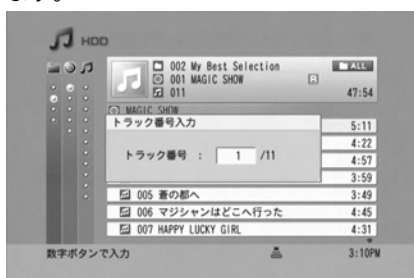 ます。
HDD
002 My Best Selection
ALL
001 MAGIC SHOW
011
47:54
MAGIC SHOW
トラック番号入力
トラック番号 : 1 /11
5:11
4:22
4:57
3:59
005 蒼の都へ 3:49
006 マジシャンはどこへ行った 4:45
007 HAPPY LUCKY GIRL 4:31
数字ボタンで入力
3:10PM